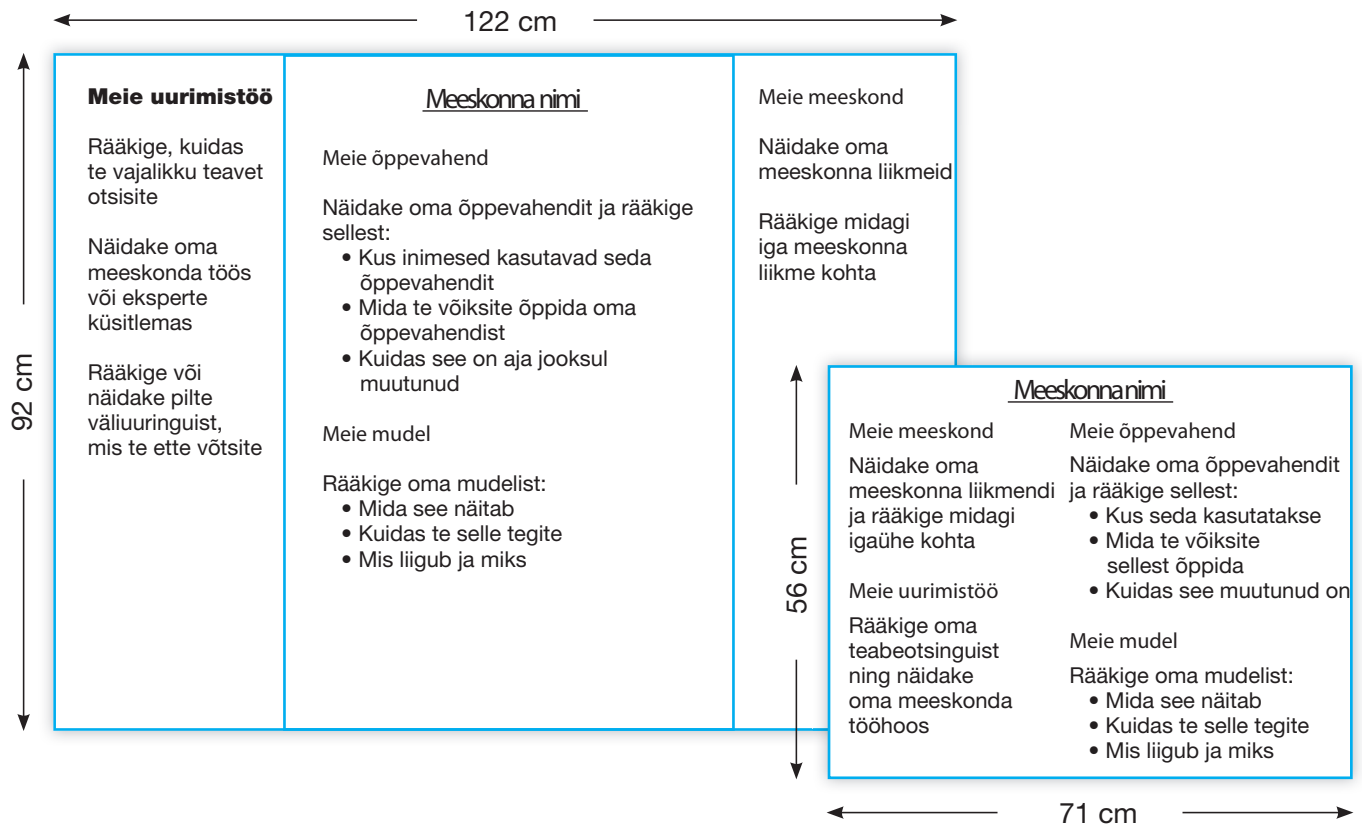 122 cm
92 cm
Meie uurimistöö
Rääkige, kuidas
te vajalikku teavet
otsisite
Näidake oma
meeskonda töös
või eksperte
küsitlemas
Rääkige või
näidake pilte
väliuuringuist,
mis te ette võtsite
Meeskonna nimi
Meie õppevahend
Näidake oma õppevahendit ja rääkige
sellest:
• Kus inimesed kasutavad seda
õppevahendit
• Mida te võiksite õppida oma
õppevahendist
• Kuidas see on aja jooksul
muutunud
Meie mudel
Rääkige oma mudelist:
• Mida see näitab
• Kuidas te selle tegite
• Mis liigub ja miks
Meie meeskond
Näidake oma
meeskonna liikmeid
Rääkige midagi
iga meeskonna
liikme kohta
56 cm
Meeskonna nimi
Meie meeskond
Näidake oma
meeskonna liikmendi
ja rääkige midagi
igaühe kohta
Meie uurimistöö
Rääkige oma
teabeotsinguist
ning näidake
oma meeskonda
tööhoos
Meie õppevahend
Näidake oma õppevahendit
ja rääkige sellest:
• Kus seda kasutatakse
• Mida te võiksite
sellest õppida
• Kuidas see muutunud on
Meie mudel
Rääkige oma mudelist:
• Mida see näitab
• Kuidas te selle tegite
• Mis liigub ja miks
71 cm